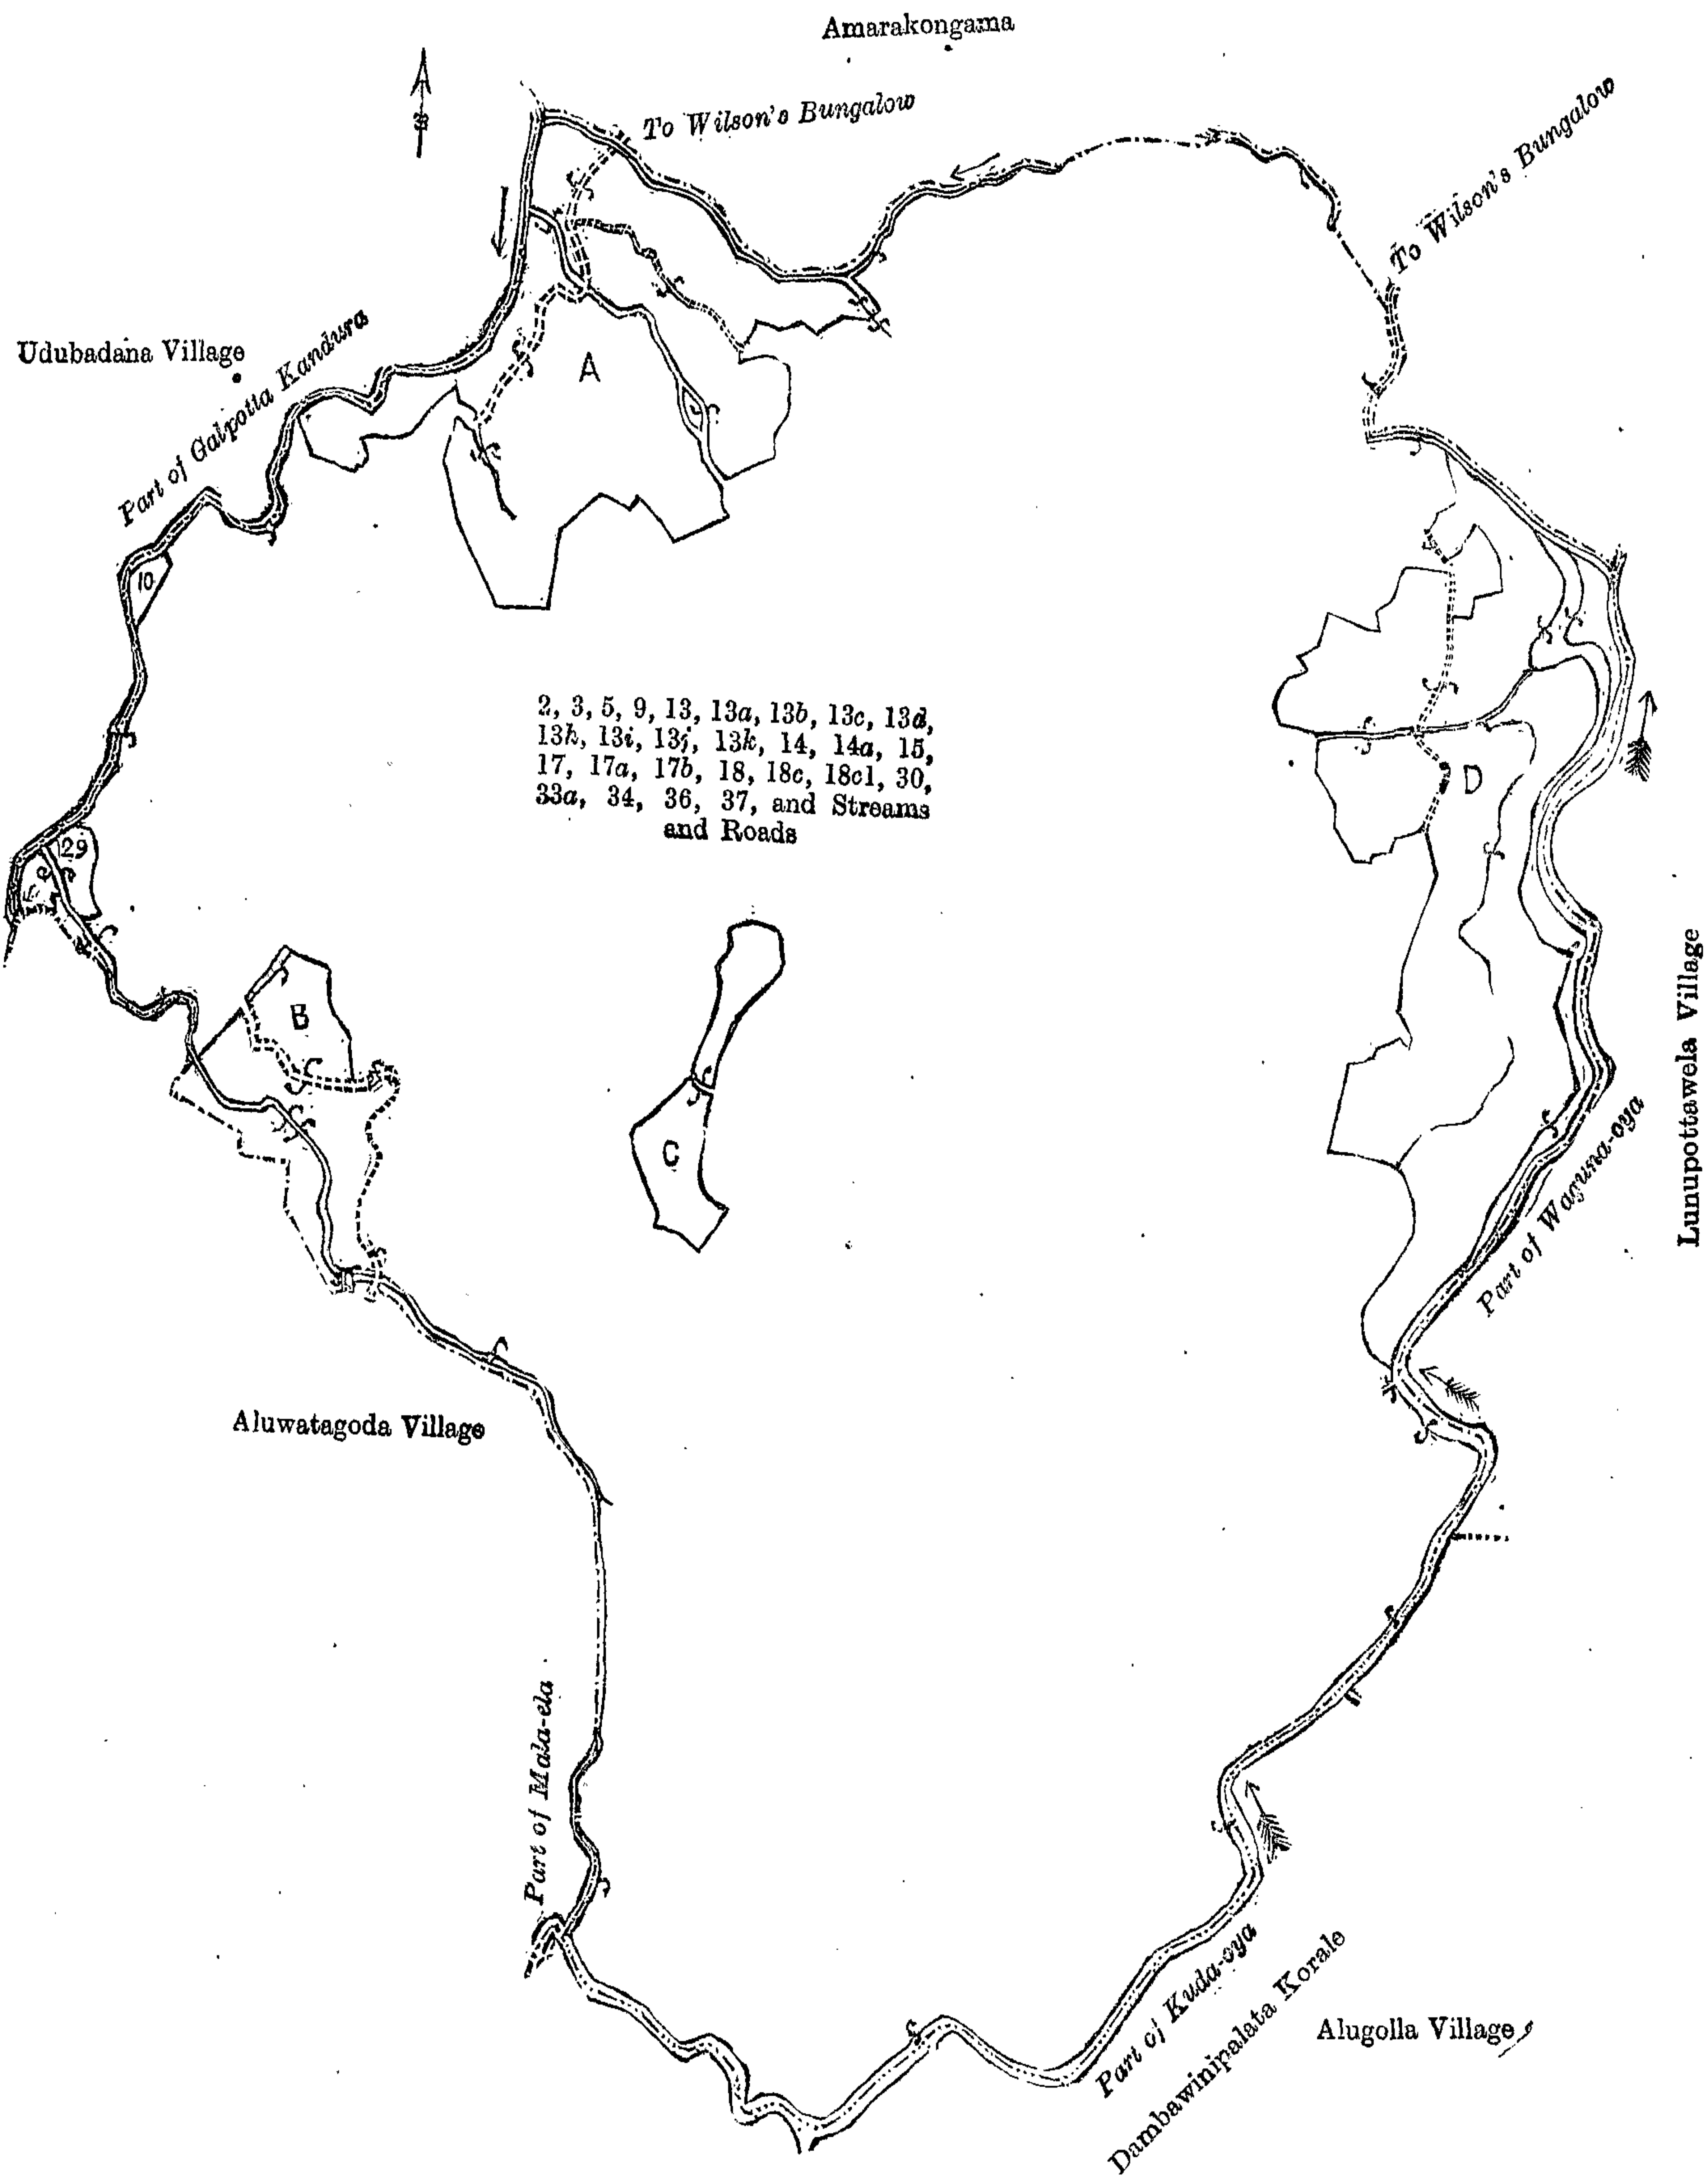 Amarakongama
To Wilson's Bungalow
To Wilson's Bungalow
Udubadana Village
Part of Galpotta Kandura
A
10
2, 3, 5, 9, 13, 13a, 13b, 13c, 13d,
13h, 13i, 13j, 13k, 14, 14a, 15,
17, 17a, 17b, 18, 18c, 18c1, 30,
33a, 34, 36, 37, and Streams
and Roads
D
29
B
C
Lunupottawela Village
Part of Waguna-oya
Aluwatagoda Village
Part of Mala-ela
Part of Kuda-oya
Dambawinipalata Korale
Alugolla Village